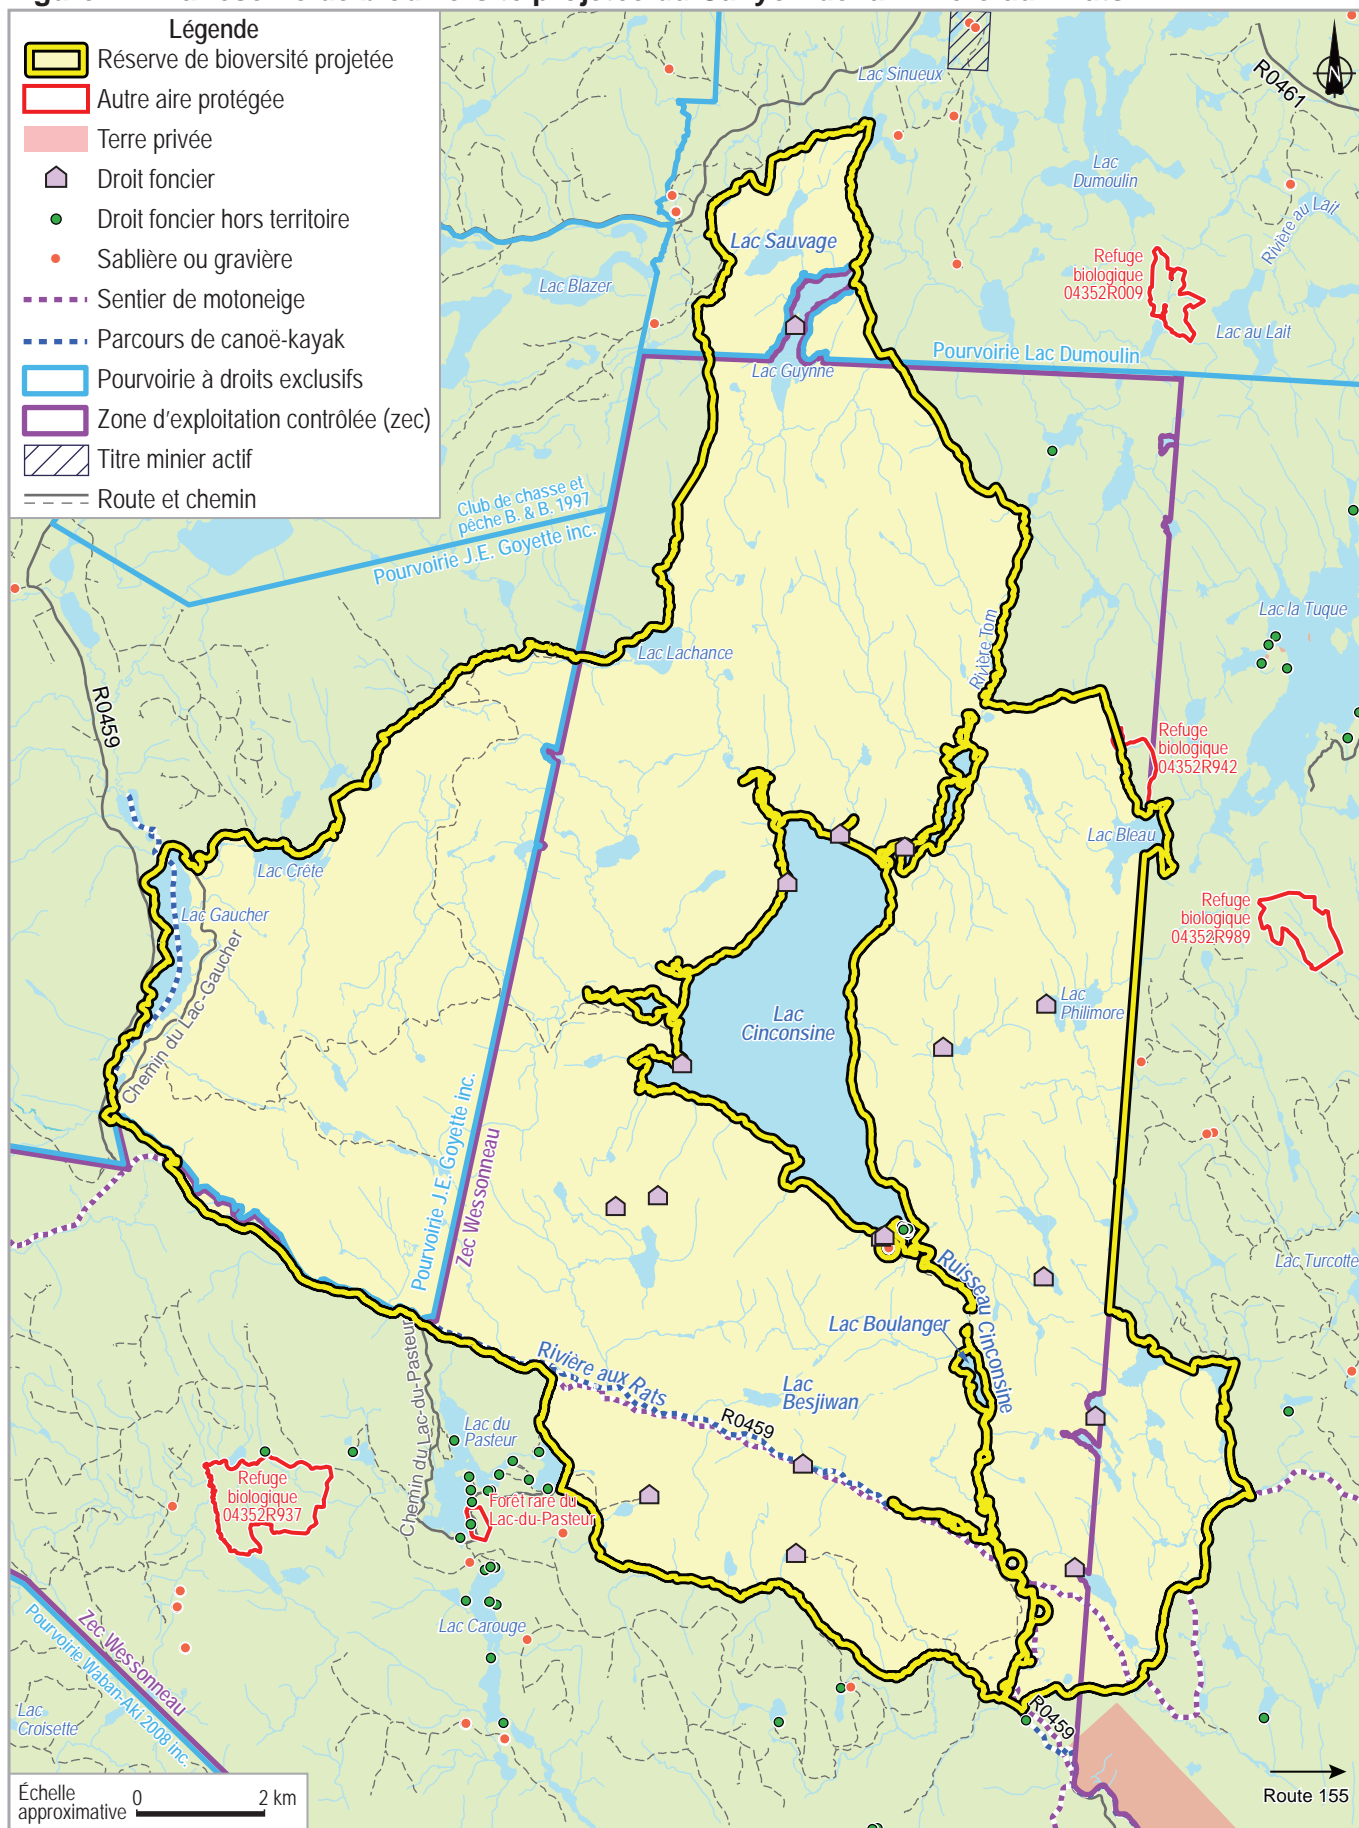 Légende
Réserve de bioversité projetée
Autre aire protégée
Terre privée
Droit foncier
Droit foncier hors territoire
Sablière ou gravière
Sentier de motoneige
Parcours de canoë-kayak
Pourvoirie à droits exclusifs
Zone d'exploitation contrôlée (zec)
Titre minier actif
Route et chemin
Lac Sinueux
R0461
N
Lac
Dumoulin
Rivière au Lait
Lac Sauvage
Refuge
biologique
04352R009
Lac Blazer
Lac au Lait
Pourvoirie Lac Dumoulin
Lac Guynne
Club de chasse et
pêche B. & B. 1997
Pourvoirie J.E. Goyette inc.
Lac la Tuque
Rivière Tom
Lac Lachance
R0459
Refuge
biologique
04352R942
Lac Bleau
Lac Crête
Lac Gaucher
Chemin du Lac-Gaucher
Refuge
biologique
04352R989
Lac
Cinconsine
Lac
Philimore
Pourvoirie J.E. Goyette inc.
Zec Wessonneau
Ruisseau Cinconsine
Lac Turcotte
Lac Boulanger
Rivière aux Rats
Lac
Besjiwan
R0459
Chemin du Lac-du-Pasteur
Lac du
Pasteur
Refuge
biologique
04352R937
Forêt rare du
Lac-du-Pasteur
Lac Carouge
Zec Wessonneau
Pourvoirie Waban-Aki 2008 inc.
Lac
Croisette
R0459
Route 155
Échelle
approximative
0
2 km